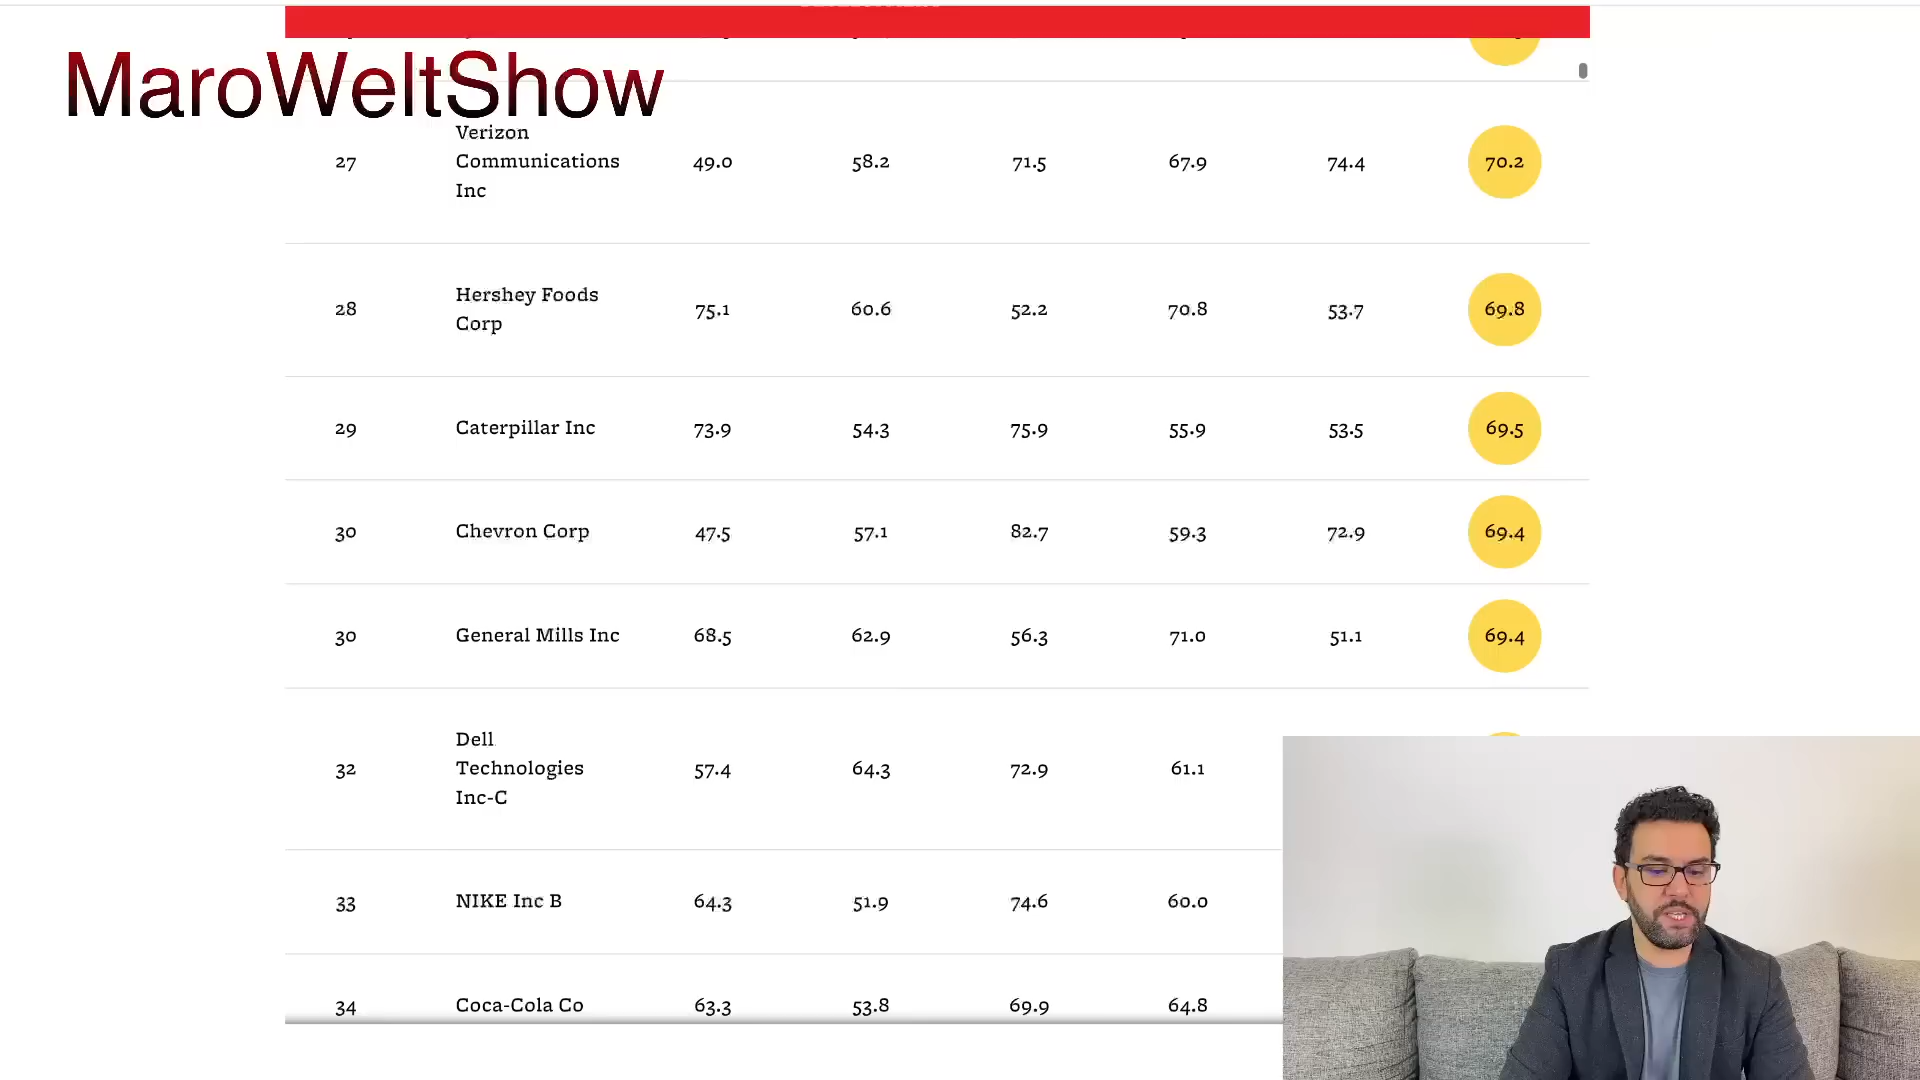 MaroWeltShow
27 Verizon Communications Inc 49.0 58.2 71.5 67.9 74.4 70.2
28 Hershey Foods Corp 75.1 60.6 52.2 70.8 53.7 69.8
29 Caterpillar Inc 73.9 54.3 75.9 55.9 53.5 69.5
30 Chevron Corp 47.5 57.1 82.7 59.3 72.9 69.4
30 General Mills Inc 68.5 62.9 56.3 71.0 51.1 69.4
32 Dell Technologies Inc-C 57.4 64.3 72.9 61.1
33 NIKE Inc B 64.3 51.9 74.6 60.0
34 Coca-Cola Co 63.3 53.8 69.9 64.8